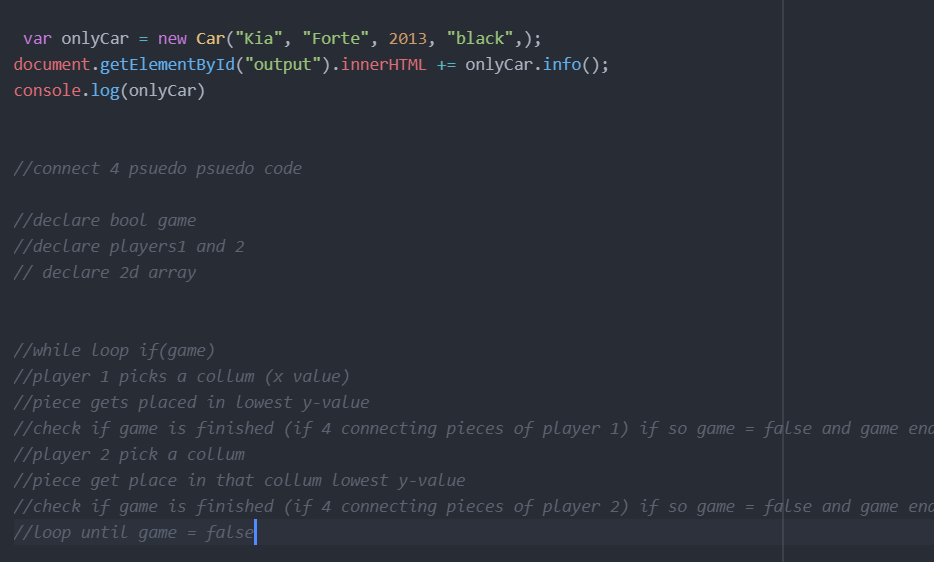 var onlyCar = new Car("Kia", "Forte", 2013, "black",);
document.getElementById("output").innerHTML += onlyCar.info();
console.log(onlyCar)
//connect 4 psuedo psuedo code
//declare bool game
//declare players1 and 2
// declare 2d array
//while loop if(game)
//player 1 picks a collum (x value)
//piece gets placed in lowest y-value
//check if game is finished (if 4 connecting pieces of player 1) if so game = false and game end
//player 2 pick a collum
//piece get place in that collum lowest y-value
//check if game is finished (if 4 connecting pieces of player 2) if so game = false and game end
//loop until game = false